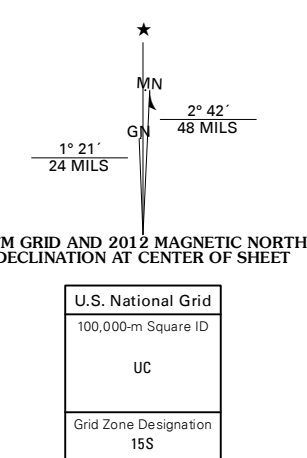 ★
MN
GN
2° 42´
48 MILS
1° 21´
24 MILS
TM GRID AND 2012 MAGNETIC NORTH
DECLINATION AT CENTER OF SHEET
U.S. National Grid
100,000-m Square ID
UC
Grid Zone Designation
15S